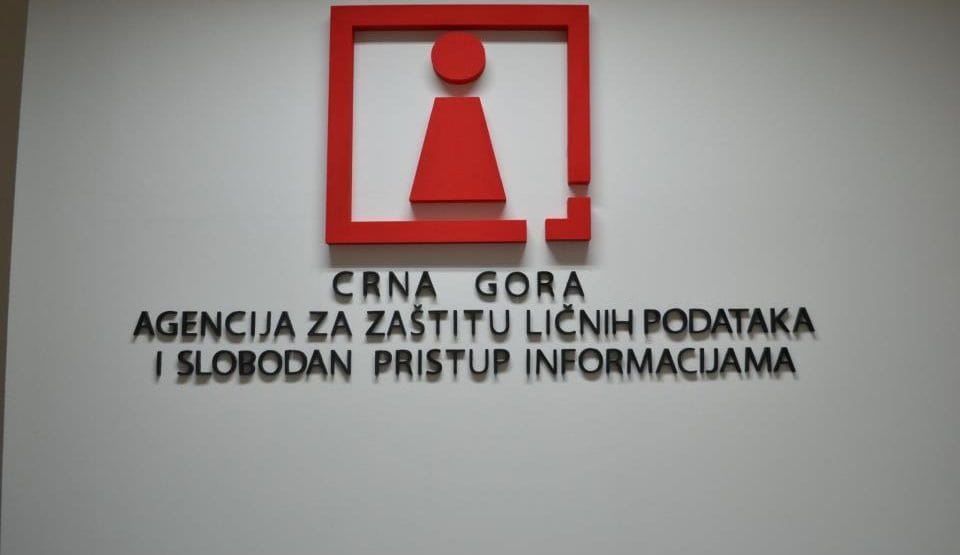 CRNA GORA
AGENCIJA ZA ZAŠTITU LIČNIH PODATAKA
I SLOBODAN PRISTUP INFORMACIJAMA